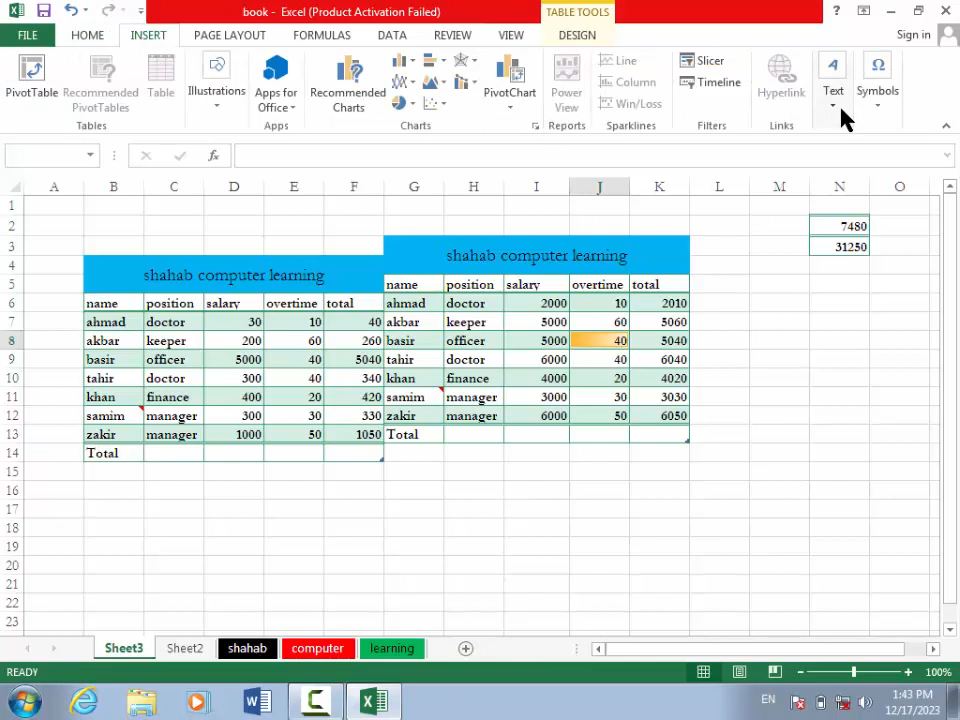 book - Excel (Product Activation Failed)
TABLE TOOLS
?
FILE HOME INSERT PAGE LAYOUT FORMULAS DATA REVIEW VIEW DESIGN Sign in
PivotTable Recommended PivotTables Table
Illustrations
Apps for Office
Recommended Charts
PivotChart
Power View
Line
Column
Win/Loss
Slicer
Timeline
Hyperlink
Text
Symbols
Tables Apps Charts Reports Sparklines Filters Links
fx
A B C D E F G H I J K L M N O
1
2 7480
3 31250
4 shahab computer learning shahab computer learning
5 name position salary overtime total
6 name position salary overtime total ahmad doctor 2000 10 2010
7 ahmad doctor 30 10 40 akbar keeper 5000 60 5060
8 akbar keeper 200 60 260 basir officer 5000 40 5040
9 basir officer 5000 40 5040 tahir doctor 6000 40 6040
10 tahir doctor 300 40 340 khan finance 4000 20 4020
11 khan finance 400 20 420 samim manager 3000 30 3030
12 samim manager 300 30 330 zakir manager 6000 50 6050
13 zakir manager 1000 50 1050 Total
14 Total
15
16
17
18
19
20
21
22
23
Sheet3 Sheet2 shahab computer learning
READY 100%
EN 1:43 PM
12/17/2023